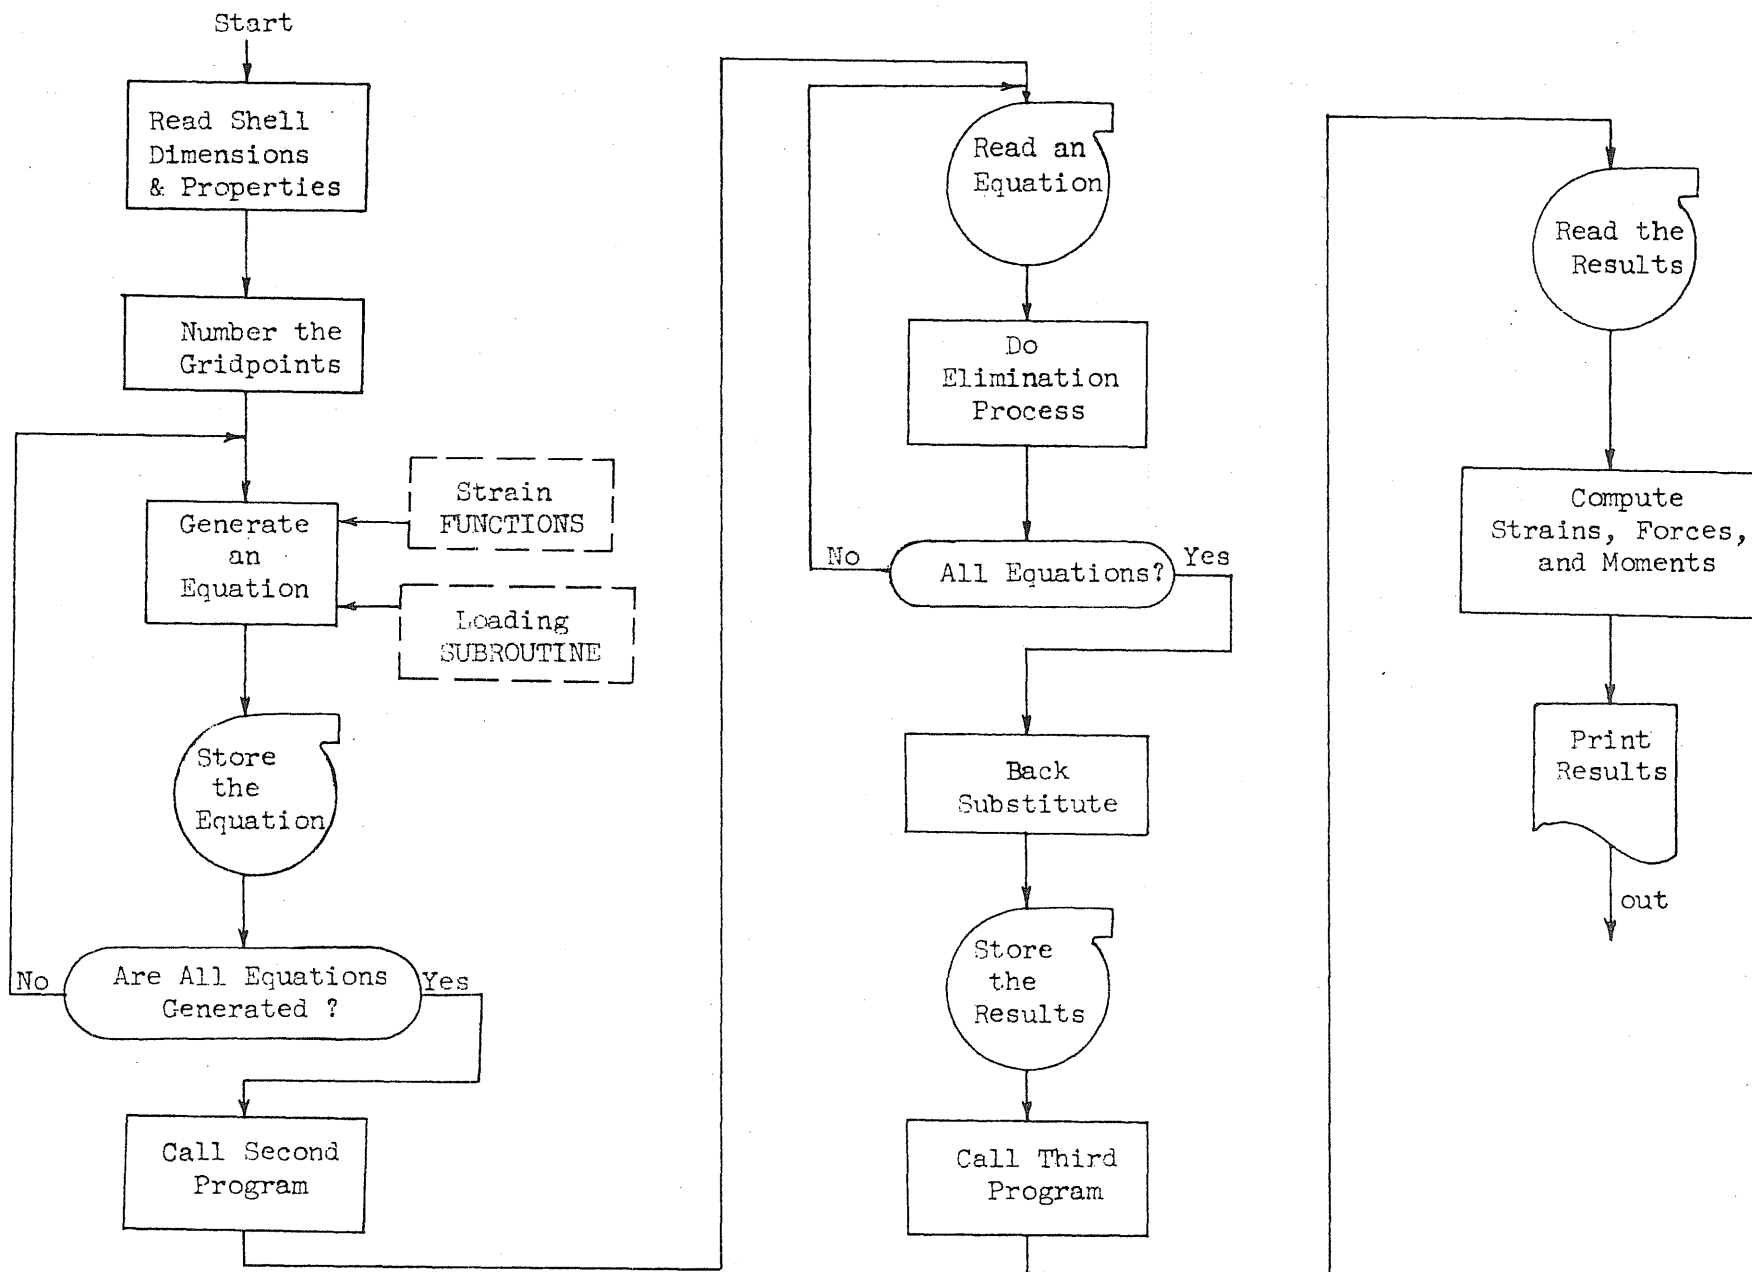 Start
Read Shell
Dimensions
& Properties
Number the
Gridpoints
Strain
FUNCTIONS
Generate
an
Equation
Loading
SUBROUTINE
Store
the
Equation
No
Are All Equations
Generated ?
Yes
Call Second
Program
Read an
Equation
Do
Elimination
Process
No
All Equations?
Yes
Back
Substitute
Store
the
Results
Call Third
Program
Read the
Results
Compute
Strains, Forces,
and Moments
Print
Results
out